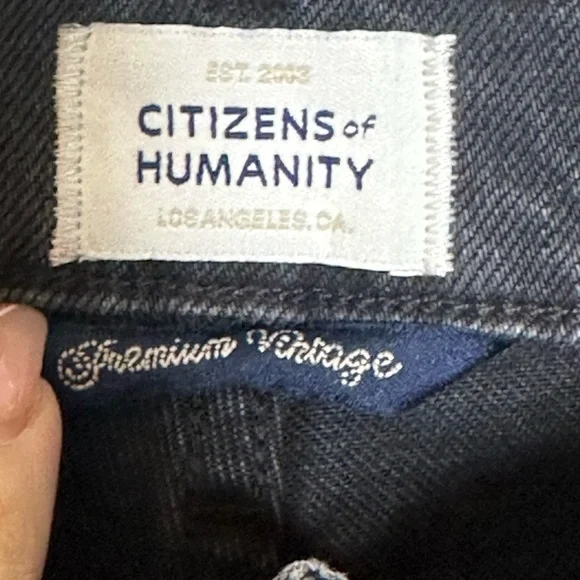 EST. 2003
CITIZENS of
HUMANITY
LOS ANGELES, CA.
Premium Vintage